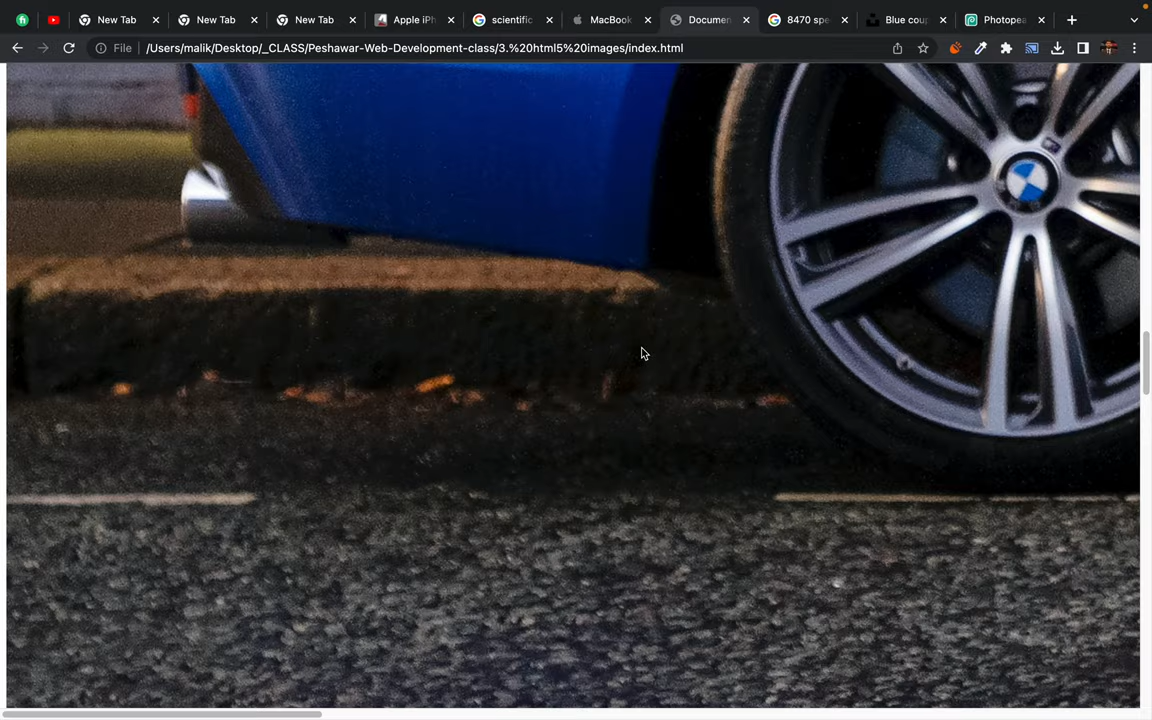 New Tab
New Tab
New Tab
Apple iPh
scientific
MacBook
Documen
8470 spe
Blue coup
Photopea
File
/Users/malik/Desktop/_CLASS/Peshawar-Web-Development-class/3.%20html5%20images/index.html